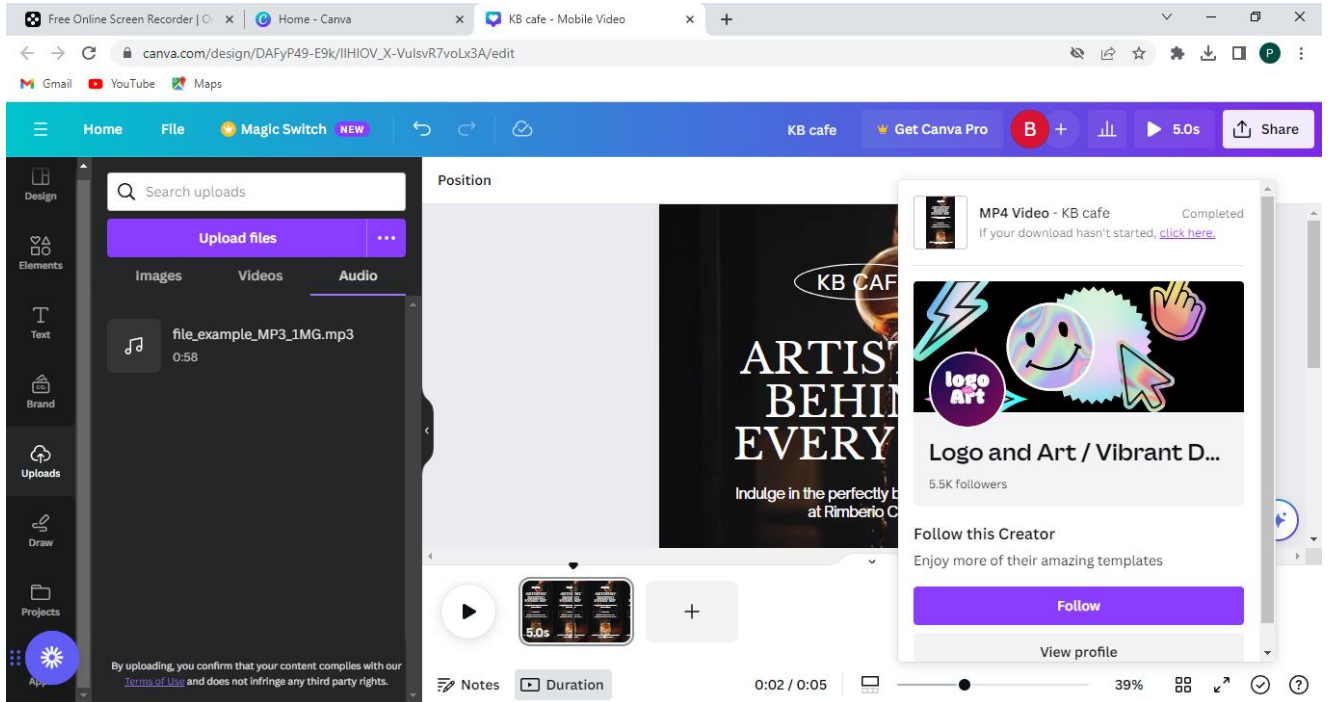 Free Online Screen Recorder | O
Home - Canva
KB cafe - Mobile Video
canva.com/design/DAFyP49-E9k/IIHIOV_X-VulsvR7voLx3A/edit
P
Gmail
YouTube
Maps
Home
File
Magic Switch
NEW
KB cafe
Get Canva Pro
B
+
5.0s
Share
Design
Elements
Text
Brand
Uploads
Draw
Projects
Search uploads
Upload files
Images
Videos
Audio
file_example_MP3_1MG.mp3
0:58
By uploading, you confirm that your content complies with our
Terms of Use and does not infringe any third party rights.
Position
KB CAF
ARTIS
BEHI
EVERY
Indulge in the perfectly b
at Rimberio C
MP4 Video - KB cafe
Completed
If your download hasn't started, click here.
logo
Art
Logo and Art / Vibrant D...
5.5K followers
Follow this Creator
Enjoy more of their amazing templates
Follow
View profile
5.0s
Notes
Duration
0:02 / 0:05
39%